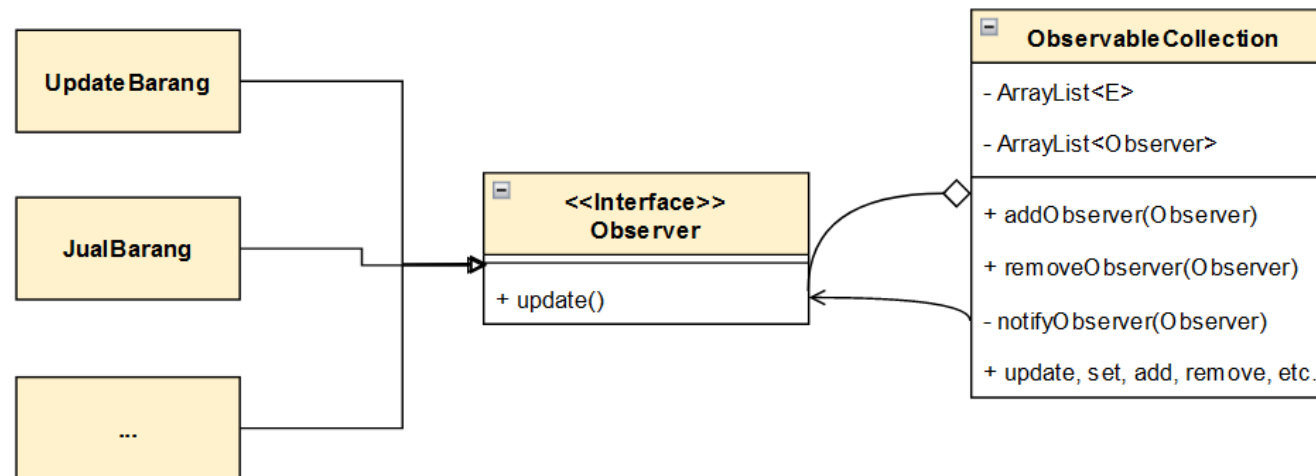 UpdateBarang
JualBarang
...
<<Interface>>
Observer
+ update()
ObservableCollection
- ArrayList<E>
- ArrayList<Observer>
+ addObserver(Observer)
+ removeObserver(Observer)
- notifyObserver(Observer)
+ update, set, add, remove, etc.